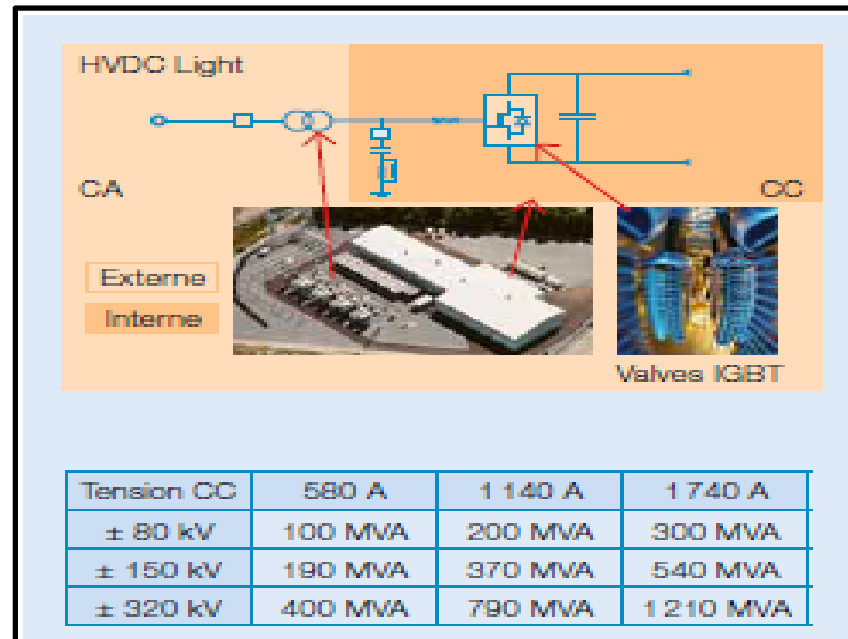 HVDC Light
CA
CC
Externe
Interne
Valves IGBT
Tension CC 580 A 1 140 A 1 740 A
± 80 kV 100 MVA 200 MVA 300 MVA
± 150 kV 190 MVA 370 MVA 540 MVA
± 320 kV 400 MVA 790 MVA 1 210 MVA